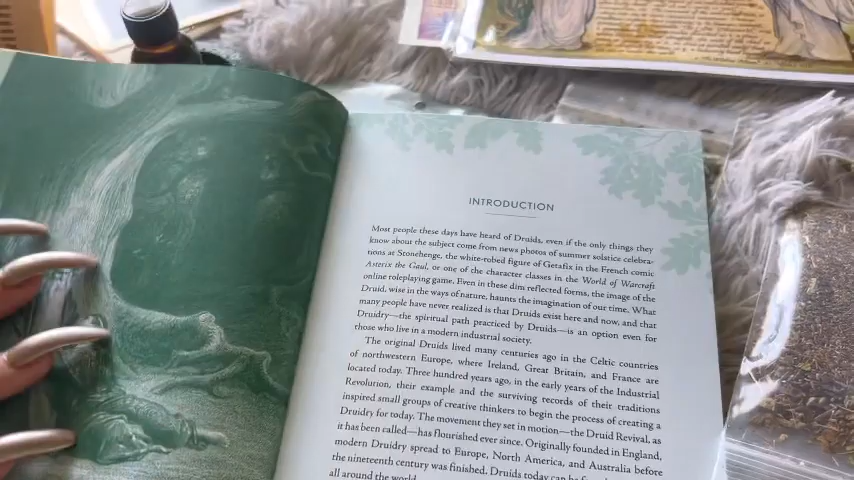 INTRODUCTION
Most people these days have heard of Druids, even if the only things they
know about the subject come from news photos of summer solstice celebra-
tions at Stonehenge, the white-robed figure of Getafix in the French comic
Asterix the Gaul, or one of the character classes in the World of Warcraft
online roleplaying game. Even in these dim reflected forms, the image of the
Druid, wise in the ways of nature, haunts the imagination of our time. What
many people have never realized is that Druids exist here and now, and that
Druidry—the spiritual path practiced by Druids—is an option even for
those who live in a modern industrial society.
The original Druids lived many centuries ago in the Celtic countries
of northwestern Europe, where Ireland, Great Britain, and France are
located today. Three hundred years ago, in the early years of the Industrial
Revolution, their example and the surviving records of their traditions
inspired small groups of creative thinkers to begin the process of creating a
Druidry for today. The movement they set in motion—the Druid Revival, as
it has been called—has flourished ever since. Originally founded in England,
modern Druidry spread to Europe, North America, and Australia before
the nineteenth century was finished. Druids today can be
all around the world